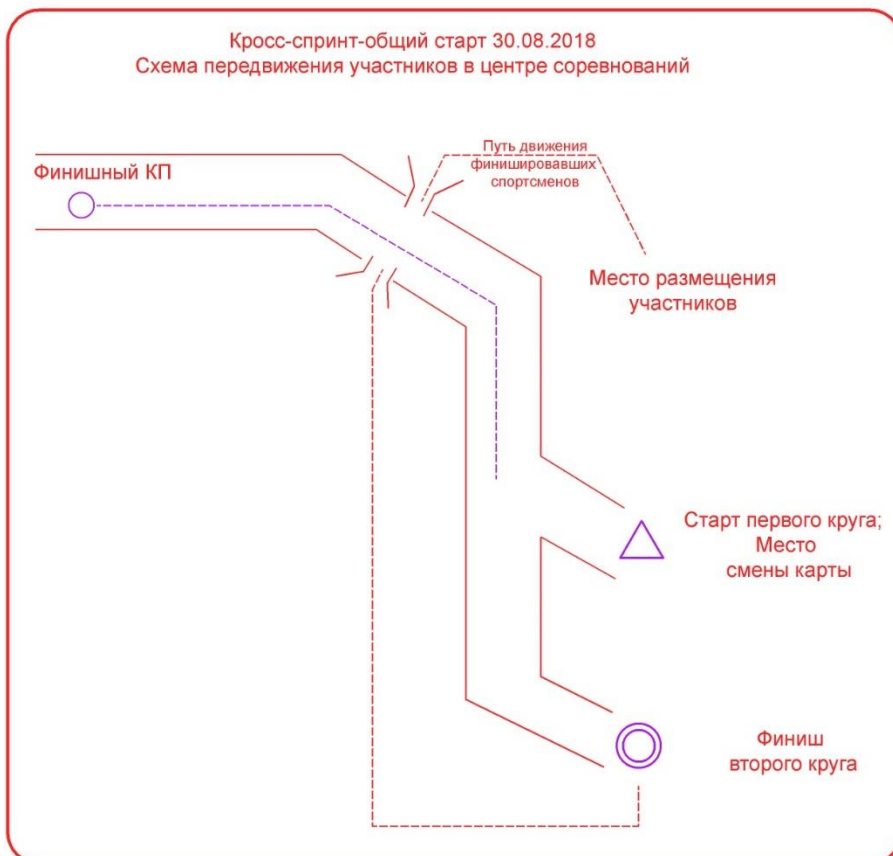 Кросс-спринт-общий старт 30.08.2018
Схема передвижения участников в центре соревнований
Путь движения
финишировавших
спортсменов
Финишный КП
Место размещения
участников
Старт первого круга;
Место
смены карты
Финиш
второго круга